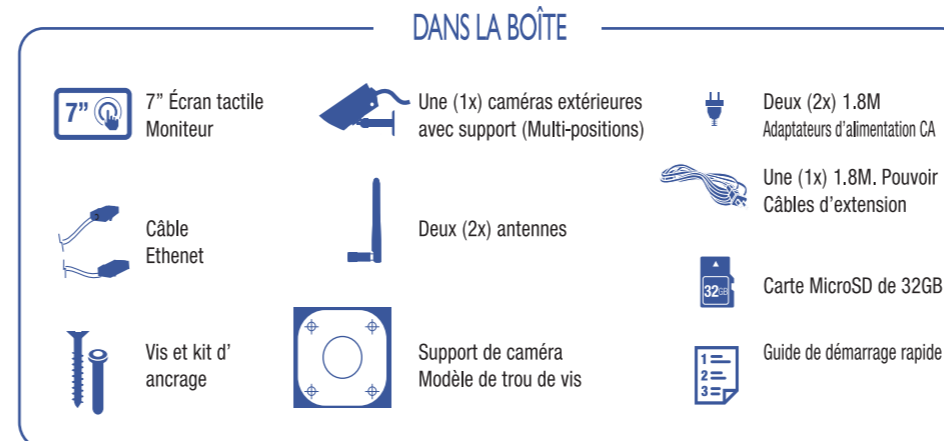 DANS LA BOÎTE
7”
7” Écran tactile
Moniteur
Une (1x) caméras extérieures
avec support (Multi-positions)
Deux (2x) 1.8M
Adaptateurs d’alimentation CA
Une (1x) 1.8M. Pouvoir
Câbles d’extension
Câble
Ethenet
Deux (2x) antennes
32GB
Carte MicroSD de 32GB
Vis et kit d’
ancrage
Support de caméra
Modèle de trou de vis
1
2
3
Guide de démarrage rapide